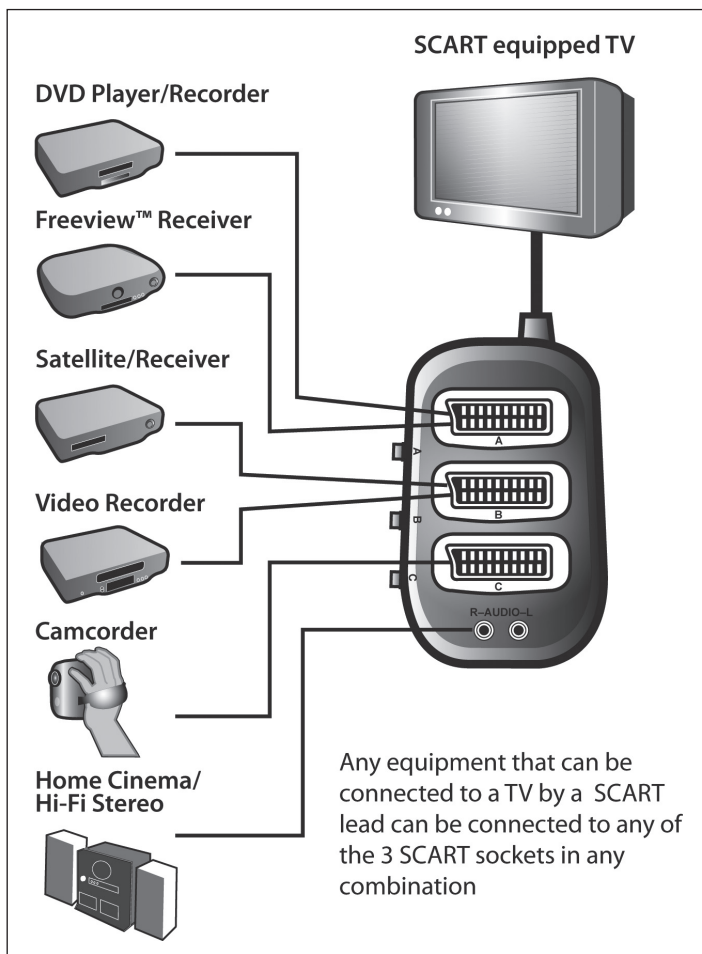 SCART equipped TV
DVD Player/Recorder
Freeview™ Receiver
Satellite/Receiver
Video Recorder
Camcorder
Home Cinema/
Hi-Fi Stereo
A
A
B
B
C
C
R–AUDIO–L
Any equipment that can be
connected to a TV by a SCART
lead can be connected to any of
the 3 SCART sockets in any
combination